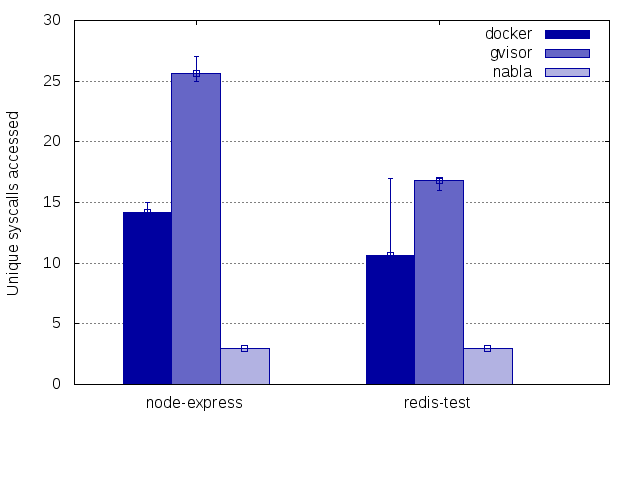 Unique syscalls accessed
30
25
20
15
10
5
0
docker
gvisor
nabla
node-express
redis-test